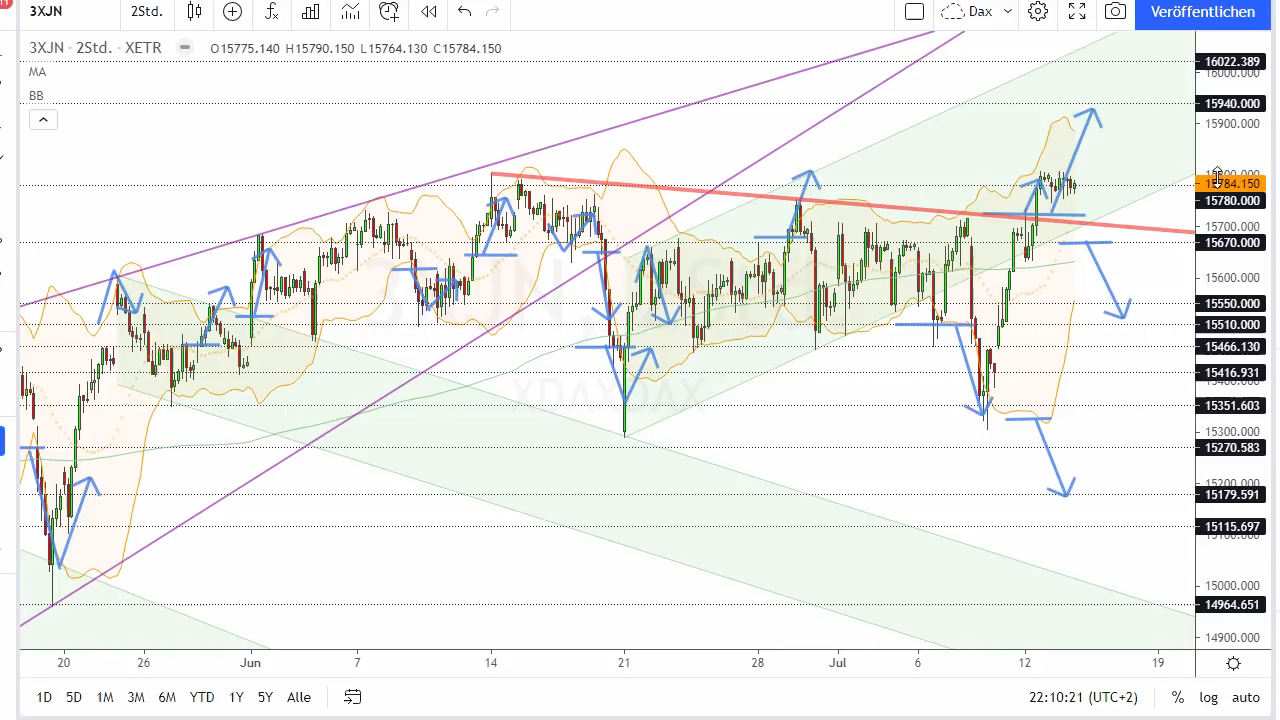 11
3XJN
2Std.
Dax
Veröffentlichen
3XJN · 2Std. · XETR
O15775.140 H15790.150 L15764.130 C15784.150
MA
BB
16022.389
16000.000
15940.000
15900.000
15780.000
15700.000
15670.000
15600.000
15550.000
15510.000
15466.130
15416.931
15351.603
15300.000
15270.583
15179.591
15115.697
15000.000
14964.651
14900.000
XDAXDAX
20
26
Jun
7
14
21
28
Jul
6
12
19
1D
5D
1M
3M
6M
YTD
1Y
5Y
Alle
22:10:21 (UTC+2)
%
log
auto